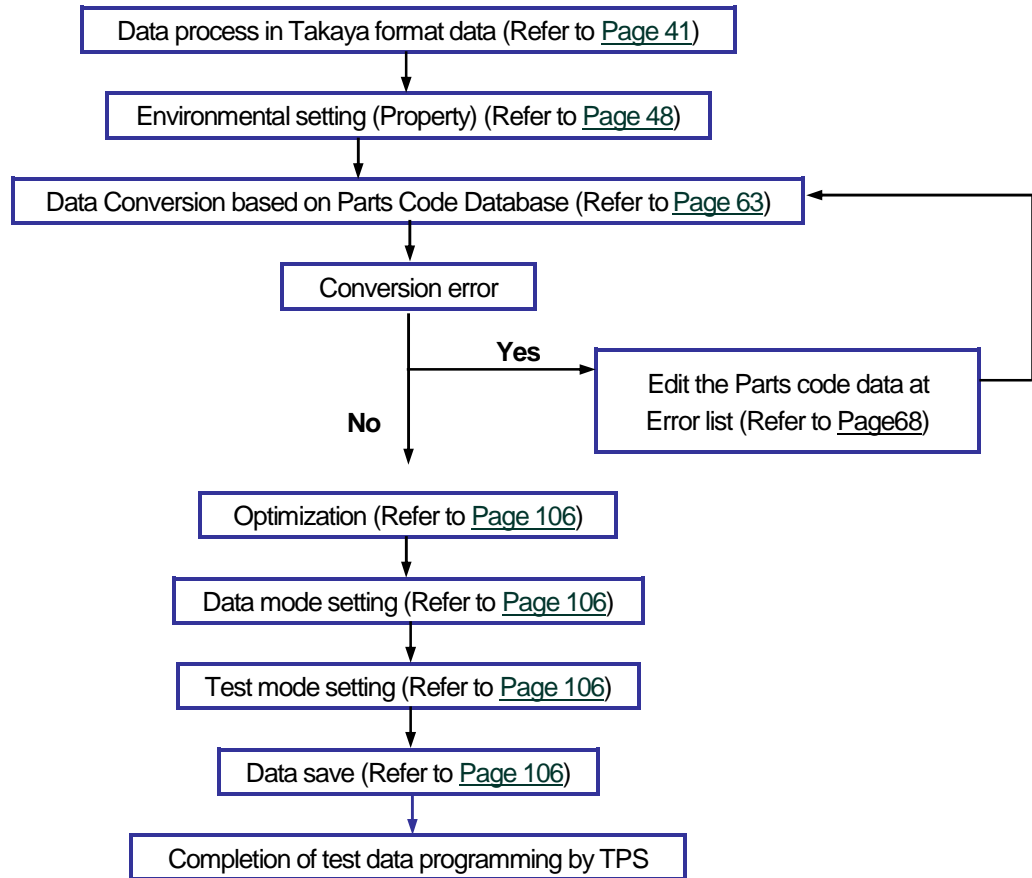 Data process in Takaya format data (Refer to Page 41)
Environmental setting (Property) (Refer to Page 48)
Data Conversion based on Parts Code Database (Refer to Page 63)
Conversion error
Yes
Edit the Parts code data at
Error list (Refer to Page68)
No
Optimization (Refer to Page 106)
Data mode setting (Refer to Page 106)
Test mode setting (Refer to Page 106)
Data save (Refer to Page 106)
Completion of test data programming by TPS